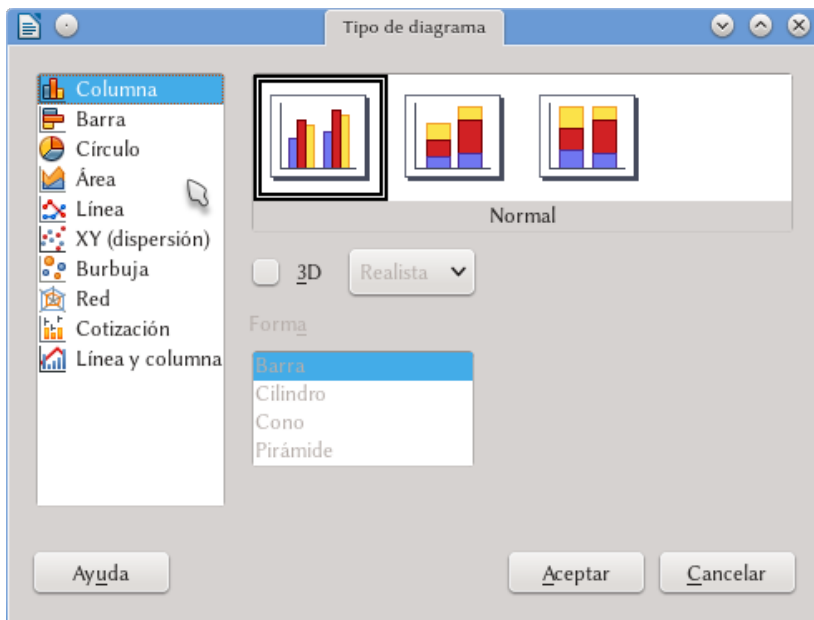 Tipo de diagrama
Columna
Barra
Círculo
Área
Línea
XY (dispersión)
Burbuja
Red
Cotización
Línea y columna
Normal
3D
Realista
Forma
Barra
Cilindro
Cono
Pirámide
Ayuda
Aceptar
Cancelar